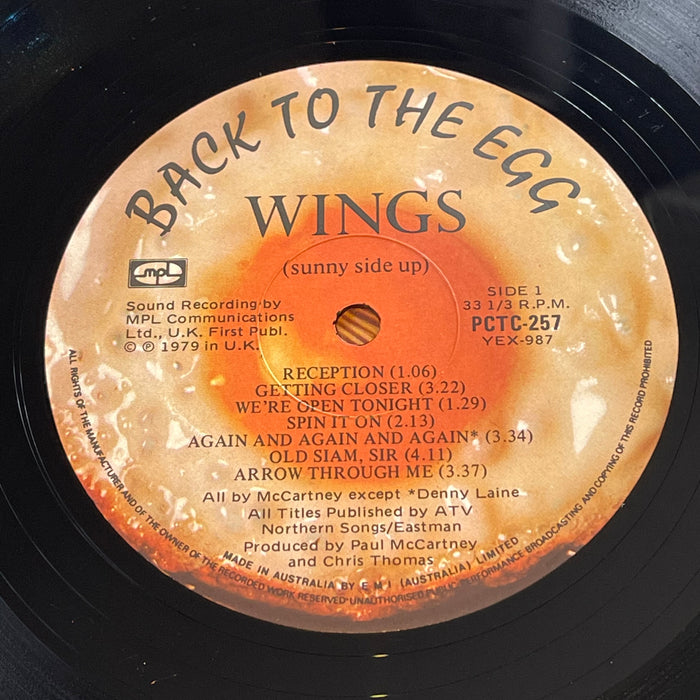 BACK TO THE EGG
WINGS
(sunny side up)
mpl
Sound Recording by
MPL Communications
Ltd., U.K. First Publ.
© ℗ 1979 in U.K.
SIDE 1
33 1/3 R.P.M.
PCTC-257
YEX-987
RECEPTION (1.06)
GETTING CLOSER (3.22)
WE'RE OPEN TONIGHT (1.29)
SPIN IT ON (2.13)
AGAIN AND AGAIN AND AGAIN* (3.34)
OLD SIAM, SIR (4.11)
ARROW THROUGH ME (3.37)
All by McCartney except *Denny Laine
All Titles Published by ATV
Northern Songs/Eastman
Produced by Paul McCartney
and Chris Thomas
MADE IN AUSTRALIA BY E M I (AUSTRALIA) LIMITED
ALL RIGHTS OF THE MANUFACTURER AND OF THE OWNER OF THE RECORDED WORK RESERVED·UNAUTHORISED PUBLIC PERFORMANCE BROADCASTING AND COPYING OF THIS RECORD PROHIBITED